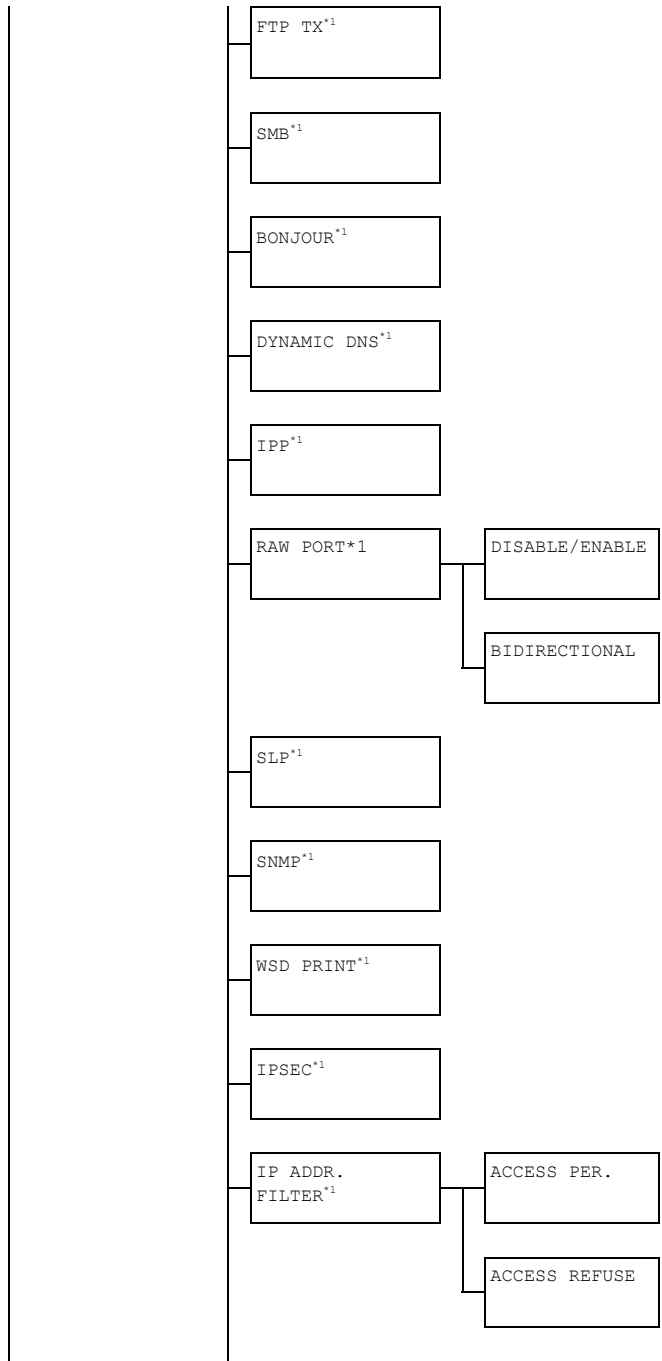 FTP TX*1
SMB*1
BONJOUR*1
DYNAMIC DNS*1
IPP*1
RAW PORT*1
DISABLE/ENABLE
BIDIRECTIONAL
SLP*1
SNMP*1
WSD PRINT*1
IPSEC*1
IP ADDR.
FILTER*1
ACCESS PER.
ACCESS REFUSE